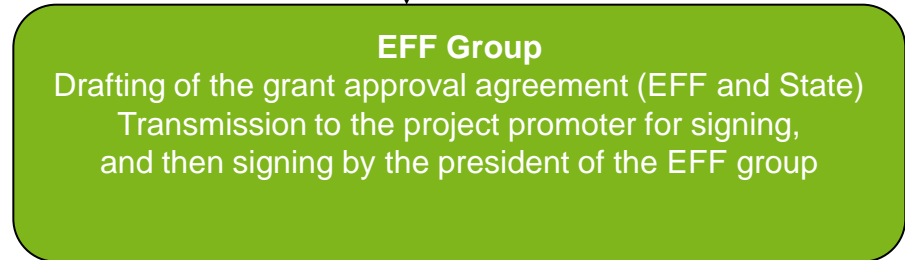 EFF Group
Drafting of the grant approval agreement (EFF and State)
Transmission to the project promoter for signing,
and then signing by the president of the EFF group